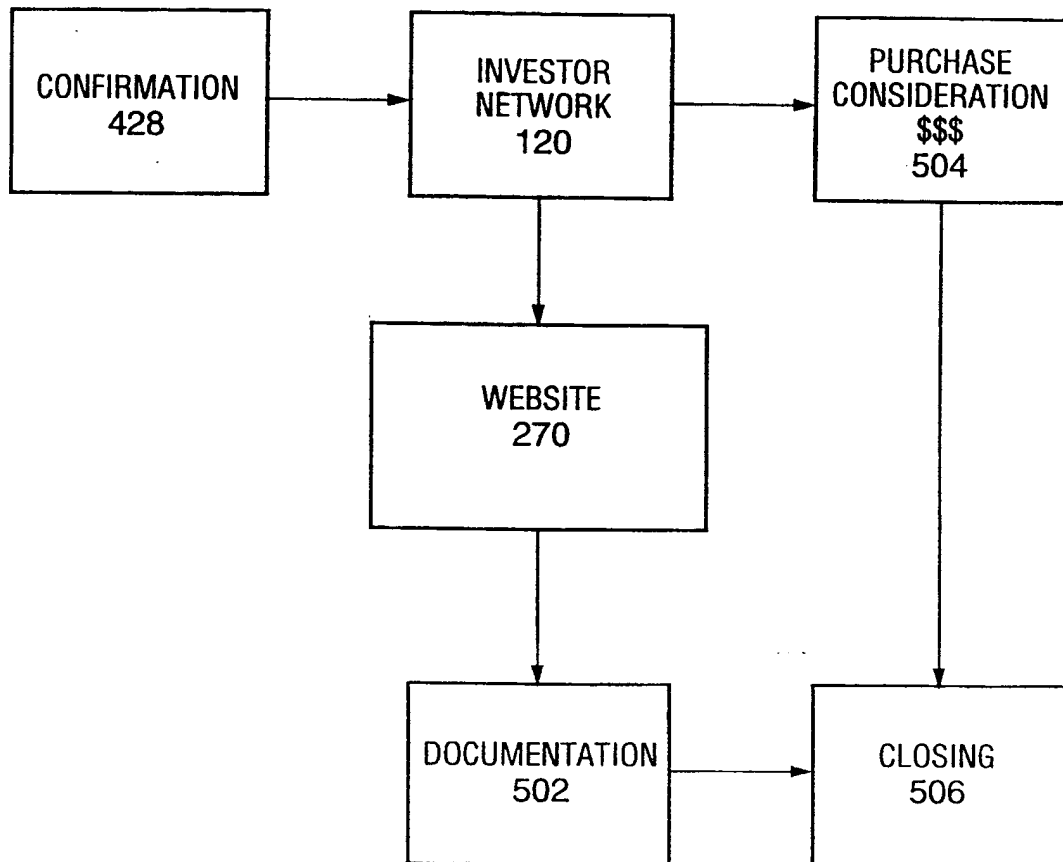 CONFIRMATION
428
INVESTOR
NETWORK
120
PURCHASE
CONSIDERATION
$$$
504
WEBSITE
270
DOCUMENTATION
502
CLOSING
506